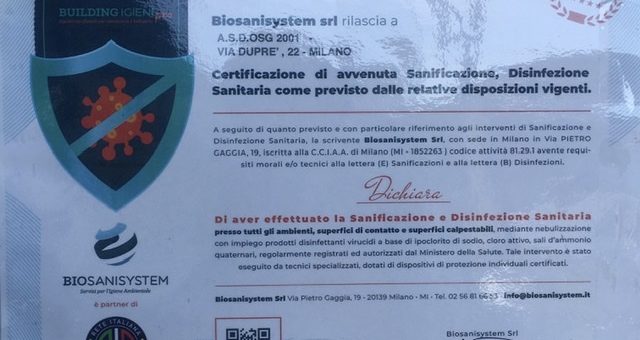 BUILDING IGIENE
Biosanisystem srl rilascia a
A.S.D.OSG 2001 -
VIA DUPRE', 22 - MILANO
Certificazione di avvenuta Sanificazione, Disinfezione
Sanitaria come previsto dalle relative disposizioni vigenti.
A seguito di quanto previsto e con particolare riferimento agli interventi di Sanificazione e
Disinfezione Sanitaria, la scrivente Biosanisystem Srl, con sede in Milano in Via PIETRO
GAGGIA, 19, iscritta alla C.C.I.A.A. di Milano (MI - 1852263 ) codice attività 81.29.1 avente requi-
siti morali e/o tecnici alla lettera (E) Sanificazioni e alla lettera (B) Disinfezioni.
Dichiara
Di aver effettuato la Sanificazione e Disinfezione Sanitaria
presso tutti gli ambienti, superfici di contatto e superfici calpestabili, mediante nebulizzazione
con impiego prodotti disinfettanti virucidi a base di ipoclorito di sodio, cloro attivo, sali d'ammonio
quaternari, regolarmente registrati ed autorizzati dal Ministero della Salute. Tale intervento è stato
eseguito da tecnici specializzati, dotati di dispositivi di protezione individuali certificati.
BIOSANISYSTEM
Servizi per l'Igiene Ambientale
è partner di
RETE ITALIANA
Biosanisystem Srl Via Pietro Gaggia, 19 - 20139 Milano - MI - Tel. 02 56 81 66 info@biosanisystem.it
Biosanisystem Srl